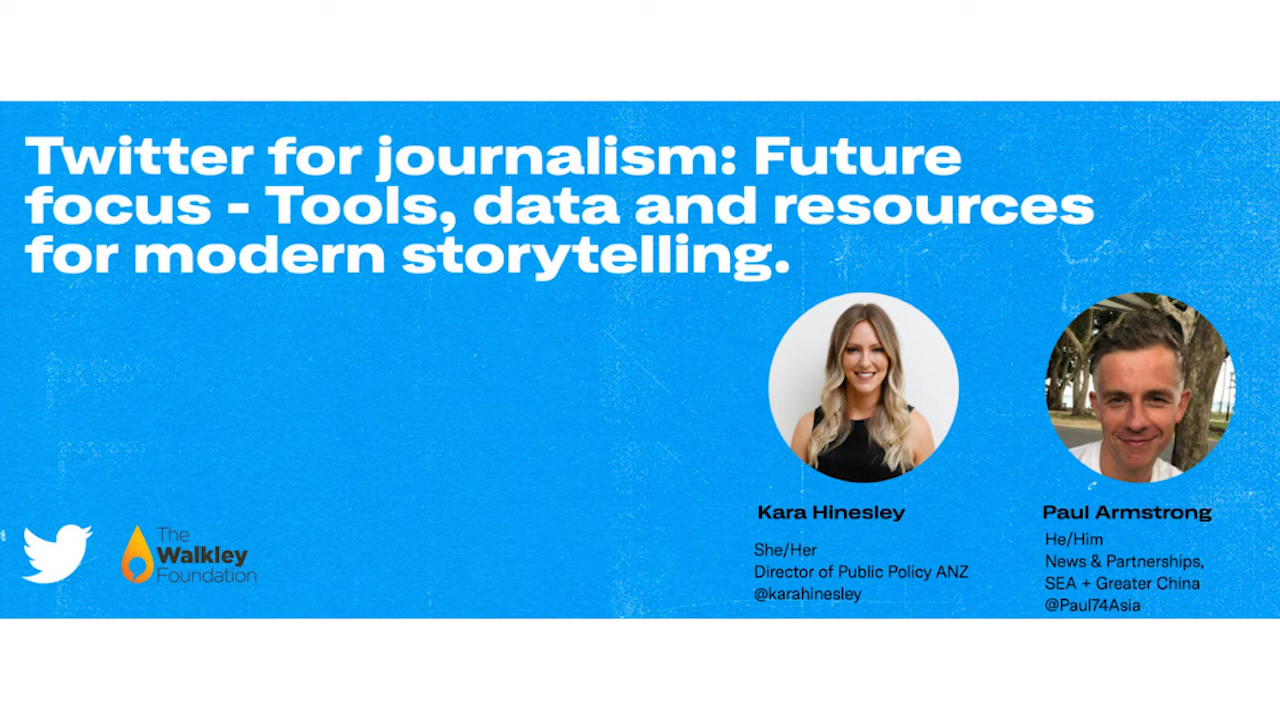 Twitter for journalism: Future
focus - Tools, data and resources
for modern storytelling.
Kara Hinesley
She/Her
Director of Public Policy ANZ
@karahinesley
Paul Armstrong
He/Him
News & Partnerships,
SEA + Greater China
@Paul74Asia
The
Walkley
Foundation